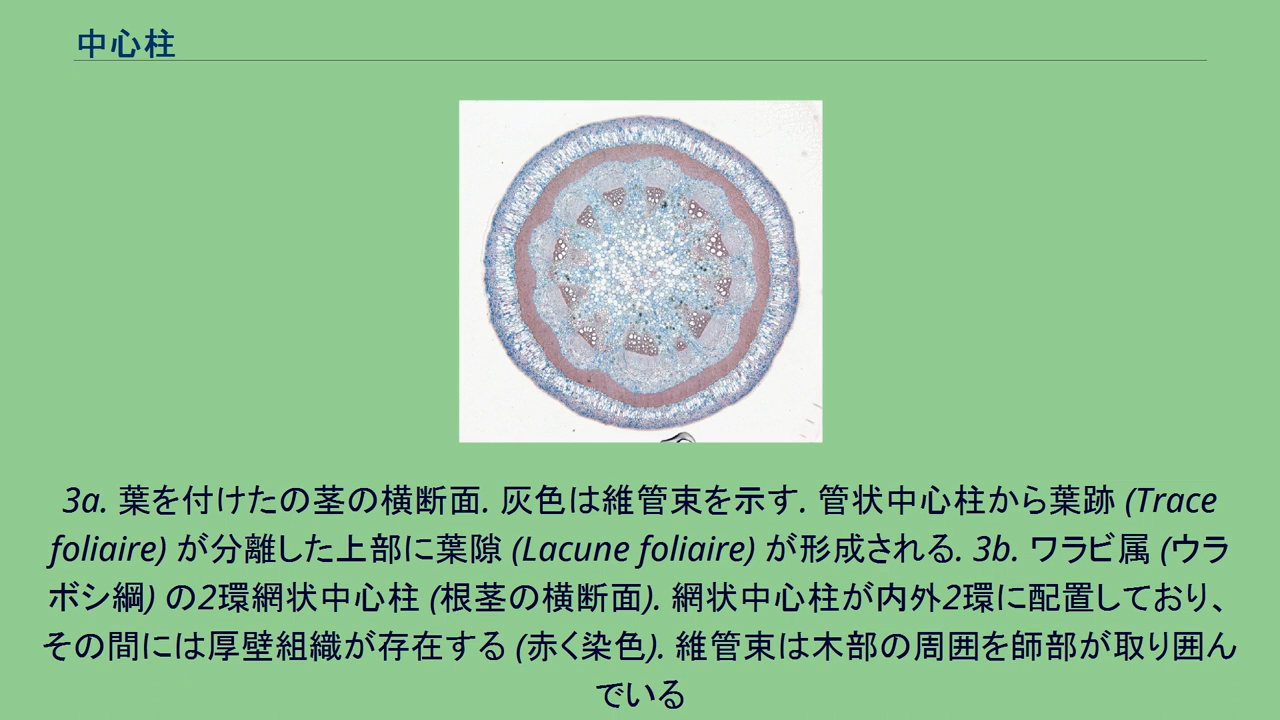 中心柱
3a. 葉を付けたの茎の横断面. 灰色は維管束を示す. 管状中心柱から葉跡 (Trace
foliaire) が分離した上部に葉隙 (Lacune foliaire) が形成される. 3b. ワラビ属 (ウラ
ボシ綱) の2環網状中心柱 (根茎の横断面). 網状中心柱が内外2環に配置しており、
その間には厚壁組織が存在する (赤く染色). 維管束は木部の周囲を師部が取り囲ん
でいる